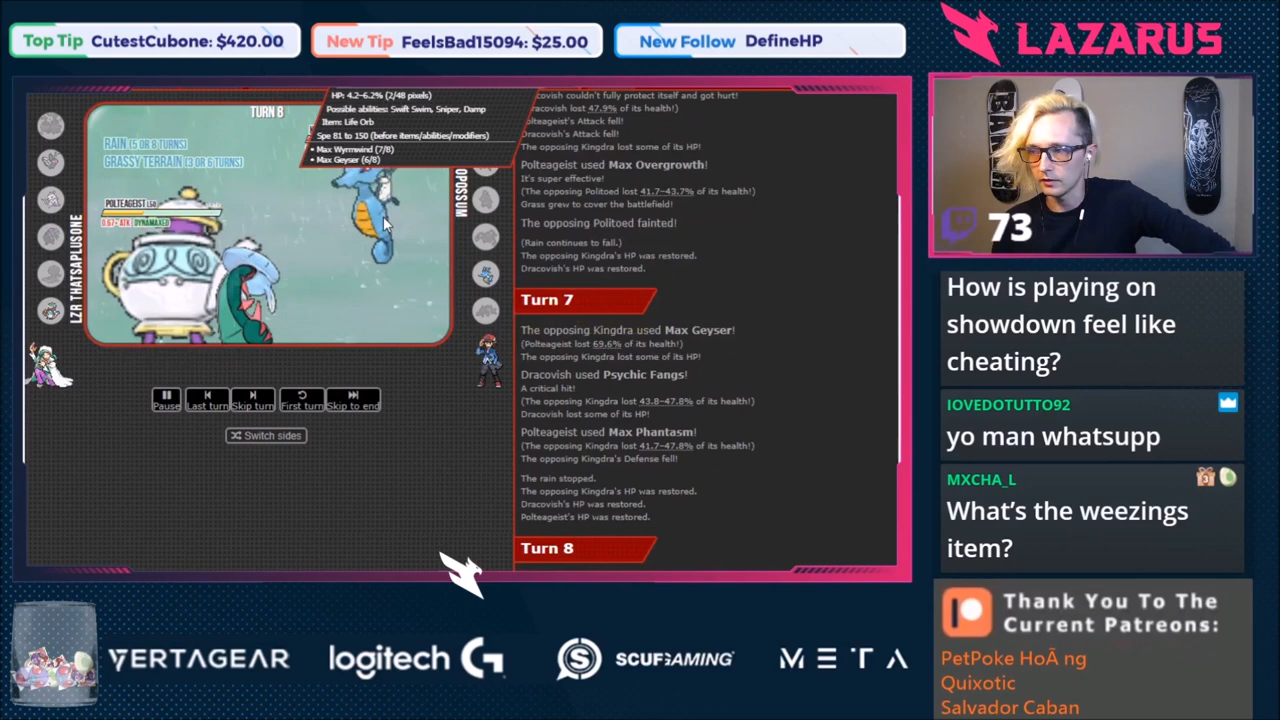 Top Tip CutestCubone: $420.00
New Tip FeelsBad15094: $25.00
New Follow DefineHP
LAZARUS
HP: 4.2–6.2% (2/48 pixels)
Possible abilities: Swift Swim, Sniper, Damp
Item: Life Orb
Spe 81 to 150 (before items/abilities/modifiers)
• Max Wyrmwind (7/8)
• Max Geyser (6/8)
TURN 8
RAIN (5 OR 8 TURNS)
GRASSY TERRAIN (3 OR 6 TURNS)
POLTEAGEIST L50
0.67× ATK DYNAMAXED
LZR THATSAPLUSONE
OPOSSUM
Pause
Last turn
Skip turn
First turn
Skip to end
Switch sides
Dracovish couldn't fully protect itself and got hurt!
Dracovish lost 47.9% of its health!)
Polteageist's Attack fell!
Dracovish's Attack fell!
The opposing Kingdra lost some of its HP!
Polteageist used Max Overgrowth!
It's super effective!
(The opposing Politoed lost 41.7–43.7% of its health!)
Grass grew to cover the battlefield!
The opposing Politoed fainted!
(Rain continues to fall.)
The opposing Kingdra's HP was restored.
Dracovish's HP was restored.
Turn 7
The opposing Kingdra used Max Geyser!
(Polteageist lost 69.6% of its health!)
The opposing Kingdra lost some of its HP!
Dracovish used Psychic Fangs!
A critical hit!
(The opposing Kingdra lost 43.8–47.8% of its health!)
Dracovish lost some of its HP!
Polteageist used Max Phantasm!
(The opposing Kingdra lost 41.7–47.8% of its health!)
The opposing Kingdra's Defense fell!
The rain stopped.
The opposing Kingdra's HP was restored.
Dracovish's HP was restored.
Polteageist's HP was restored.
Turn 8
73
How is playing on
showdown feel like
cheating?
IOVEDOTUTTO92
yo man whatsupp
MXCHA_L
What's the weezings
item?
Thank You To The
Current Patreons:
PetPoke HoÃ ng
Quixotic
Salvador Caban
VERTAGEAR
logitech G
SCUF GAMING
META